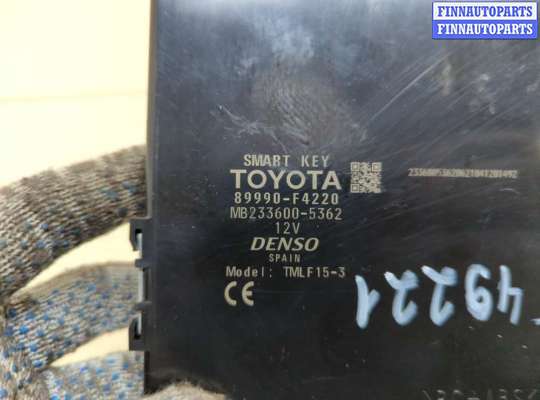 FINNAUTOPARTS
FINNAUTOPARTS
SMART KEY
TOYOTA
89990-F4220
MB233600-5362
12V
DENSO
SPAIN
Model: TMLF15-3
CE
49221